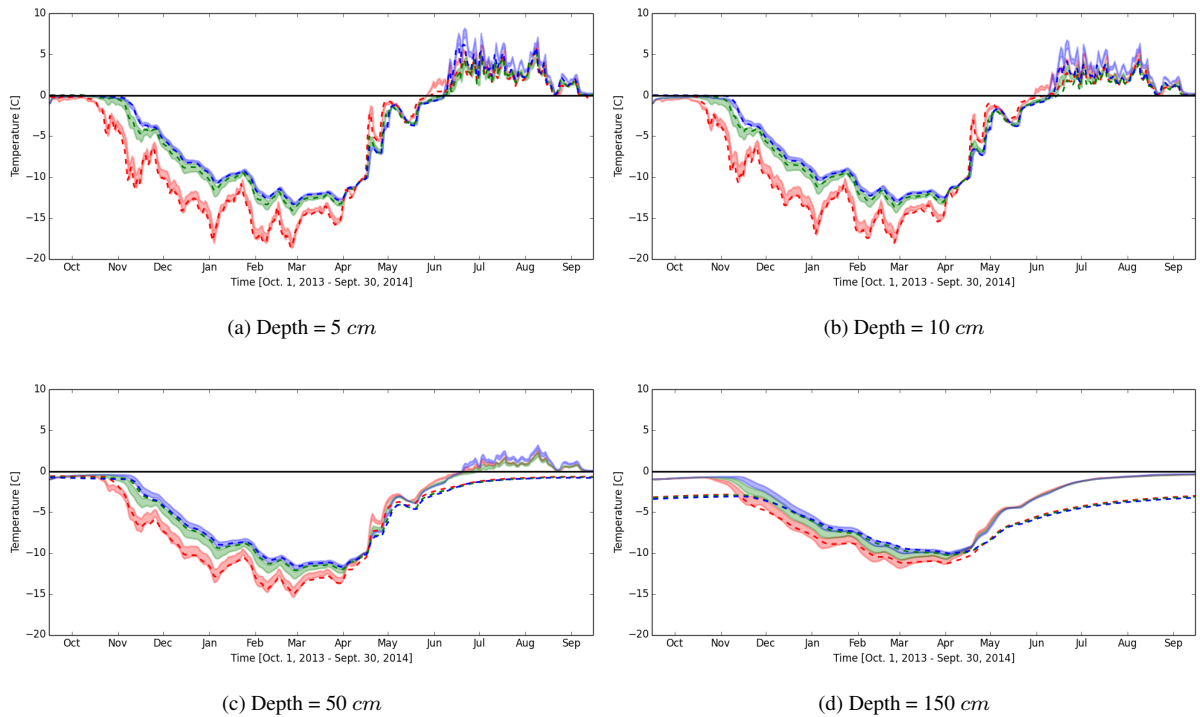 10
5
0
−5
−10
−15
−20
Temperature [C]
Oct Nov Dec Jan Feb Mar Apr May Jun Jul Aug Sep
Time [Oct. 1, 2013 - Sept. 30, 2014]
(a) Depth = 5 cm
10
5
0
−5
−10
−15
−20
Temperature [C]
Oct Nov Dec Jan Feb Mar Apr May Jun Jul Aug Sep
Time [Oct. 1, 2013 - Sept. 30, 2014]
(b) Depth = 10 cm
10
5
0
−5
−10
−15
−20
Temperature [C]
Oct Nov Dec Jan Feb Mar Apr May Jun Jul Aug Sep
Time [Oct. 1, 2013 - Sept. 30, 2014]
(c) Depth = 50 cm
10
5
0
−5
−10
−15
−20
Temperature [C]
Oct Nov Dec Jan Feb Mar Apr May Jun Jul Aug Sep
Time [Oct. 1, 2013 - Sept. 30, 2014]
(d) Depth = 150 cm